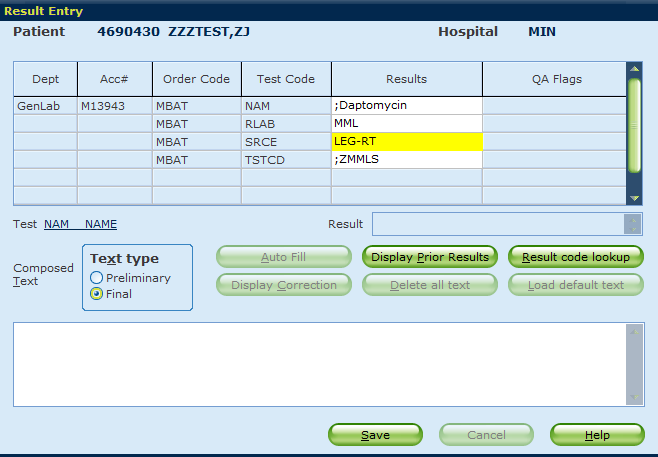 Result Entry
Patient 4690430 ZZZTEST,ZJ Hospital MIN
Dept Acc# Order Code Test Code Results QA Flags
GenLab M13943 MBAT NAM ;Daptomycin
MBAT RLAB MML
MBAT SRCE LEG-RT
MBAT TSTCD ;ZMMLS
Test NAM NAME Result
Composed Text
Text type
Preliminary
Final
Auto Fill Display Prior Results Result code lookup
Display Correction Delete all text Load default text
Save Cancel Help